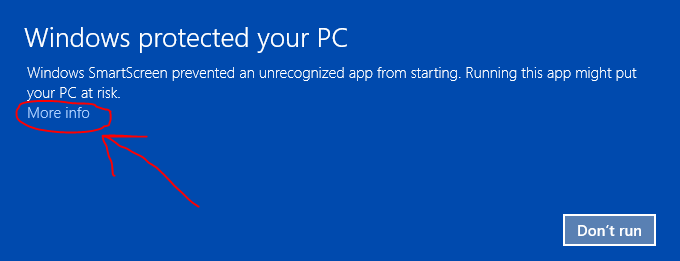 Windows protected your PC
Windows SmartScreen prevented an unrecognized app from starting. Running this app might put
your PC at risk.
More info
Don't run